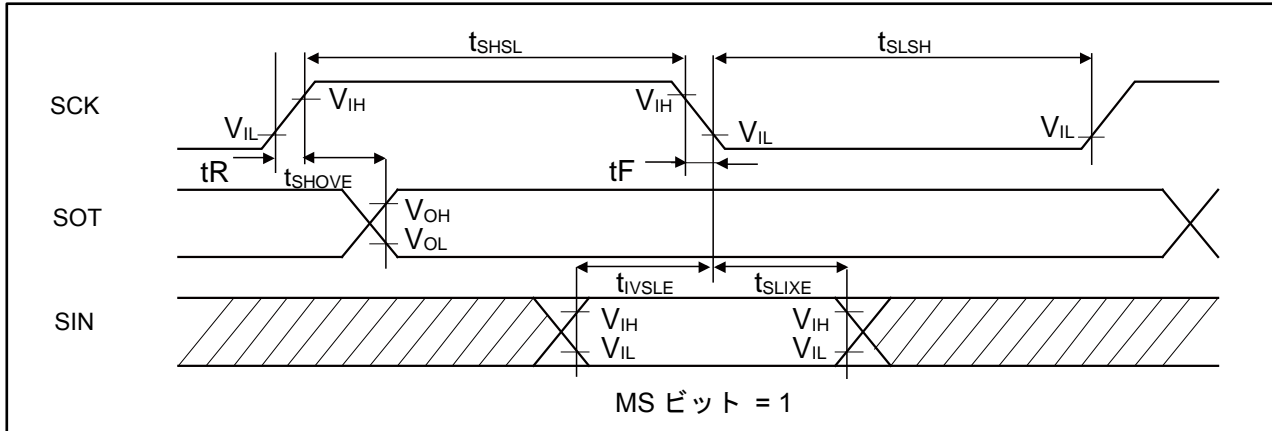 tSHSL tSLSH
SCK VIH VIH
VIL VIL VIL
tR tSHOVE tF
SOT VOH
VOL
tIVSLE tSLIXE
SIN VIH VIH
VIL VIL
MS ビット = 1